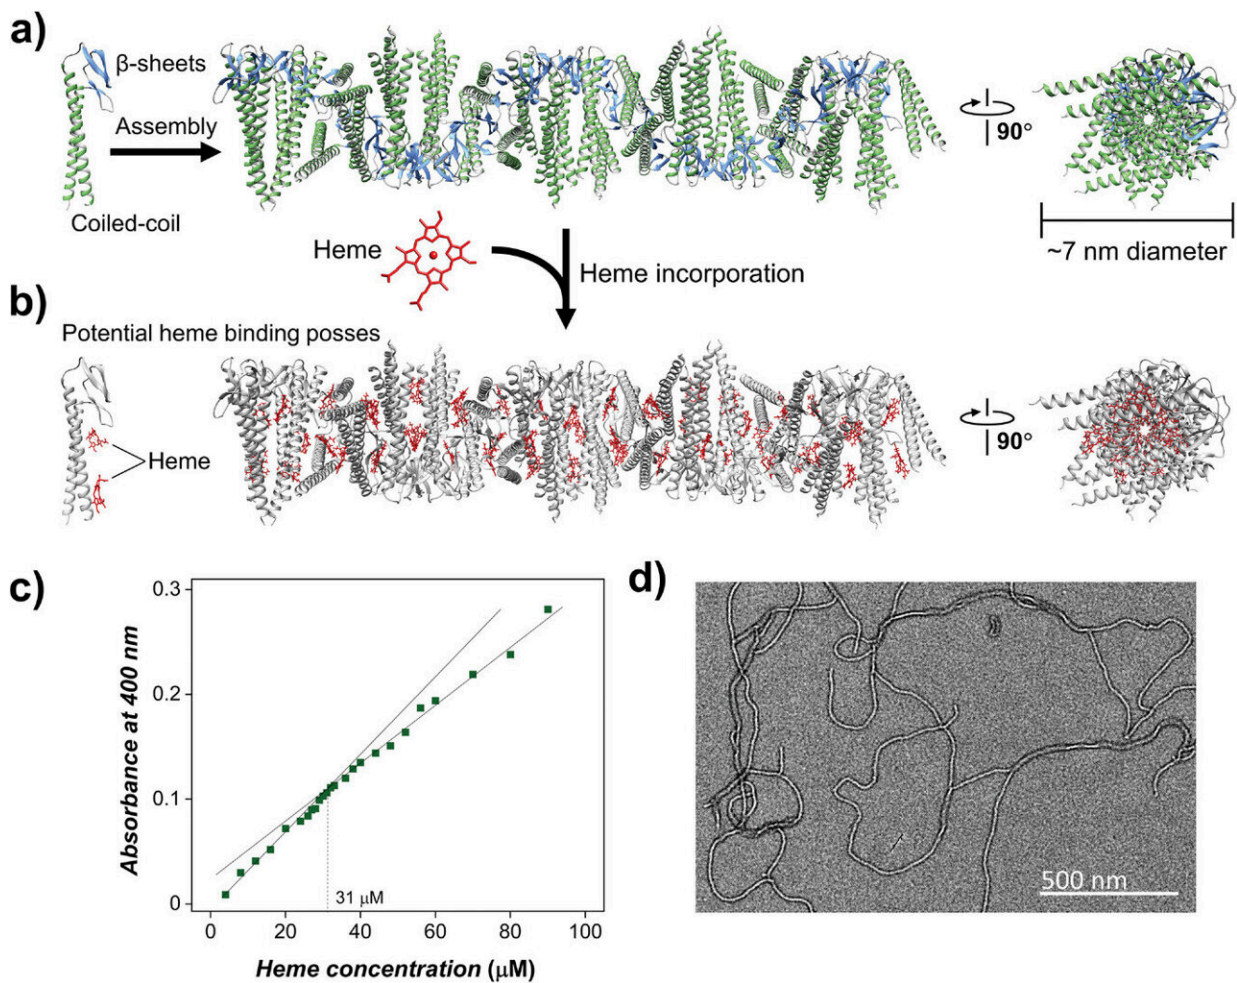 a)
β-sheets
Assembly
Coiled-coil
90°
~7 nm diameter
Heme
Heme incorporation
b)
Potential heme binding posses
Heme
90°
c)
Absorbance at 400 nm
0.3
0.2
0.1
0
31 μM
0 20 40 60 80 100
Heme concentration (μM)
d)
500 nm